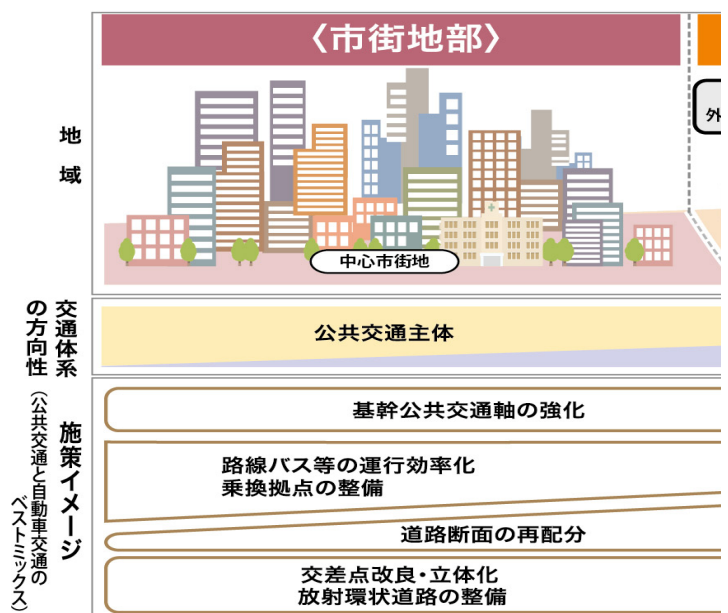 〈市街地部〉
地域
外
中心市街地
交通体系
の方向性
公共交通主体
施策イメージ
(公共交通と自動車交通の
ベストミックス)
基幹公共交通軸の強化
路線バス等の運行効率化
乗換拠点の整備
道路断面の再配分
交差点改良・立体化
放射環状道路の整備